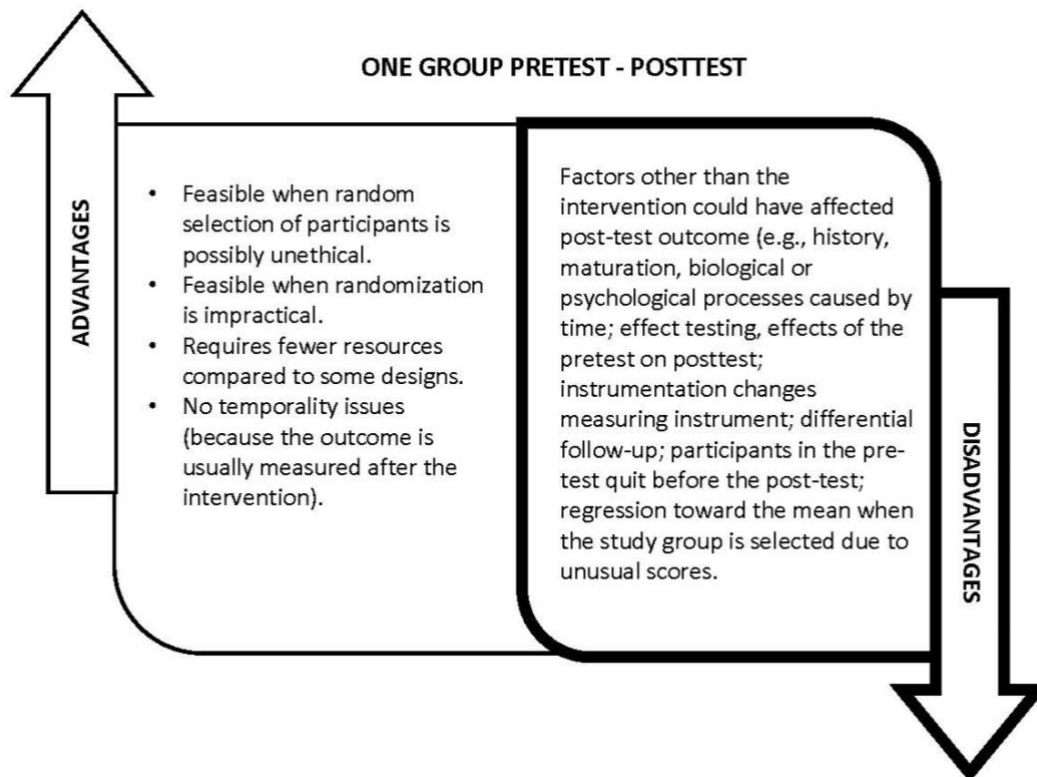 ONE GROUP PRETEST - POSTTEST
ADVANTAGES
• Feasible when random
selection of participants is
possibly unethical.
• Feasible when randomization
is impractical.
• Requires fewer resources
compared to some designs.
• No temporality issues
(because the outcome is
usually measured after the
intervention).
Factors other than the
intervention could have affected
post-test outcome (e.g., history,
maturation, biological or
psychological processes caused by
time; effect testing, effects of the
pretest on posttest;
instrumentation changes
measuring instrument; differential
follow-up; participants in the pre-
test quit before the post-test;
regression toward the mean when
the study group is selected due to
unusual scores.
DISADVANTAGES